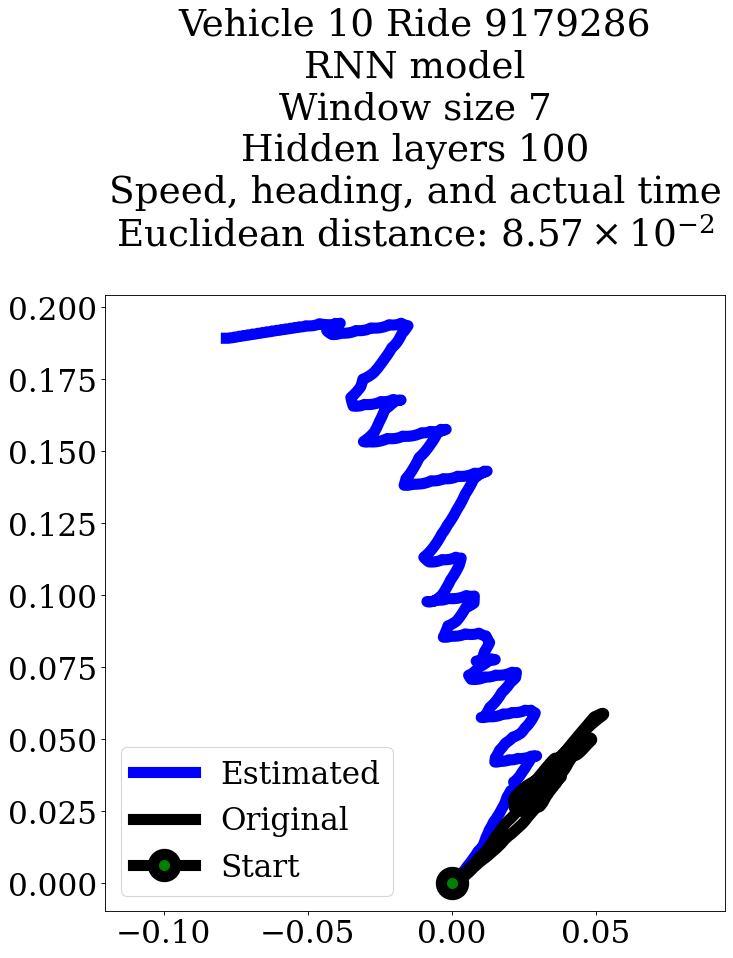 Vehicle 10 Ride 9179286
RNN model
Window size 7
Hidden layers 100
Speed, heading, and actual time
Euclidean distance: 8.57 × 10⁻²
0.200
0.175
0.150
0.125
0.100
0.075
0.050
0.025
0.000
Estimated
Original
Start
−0.10 −0.05 0.00 0.05